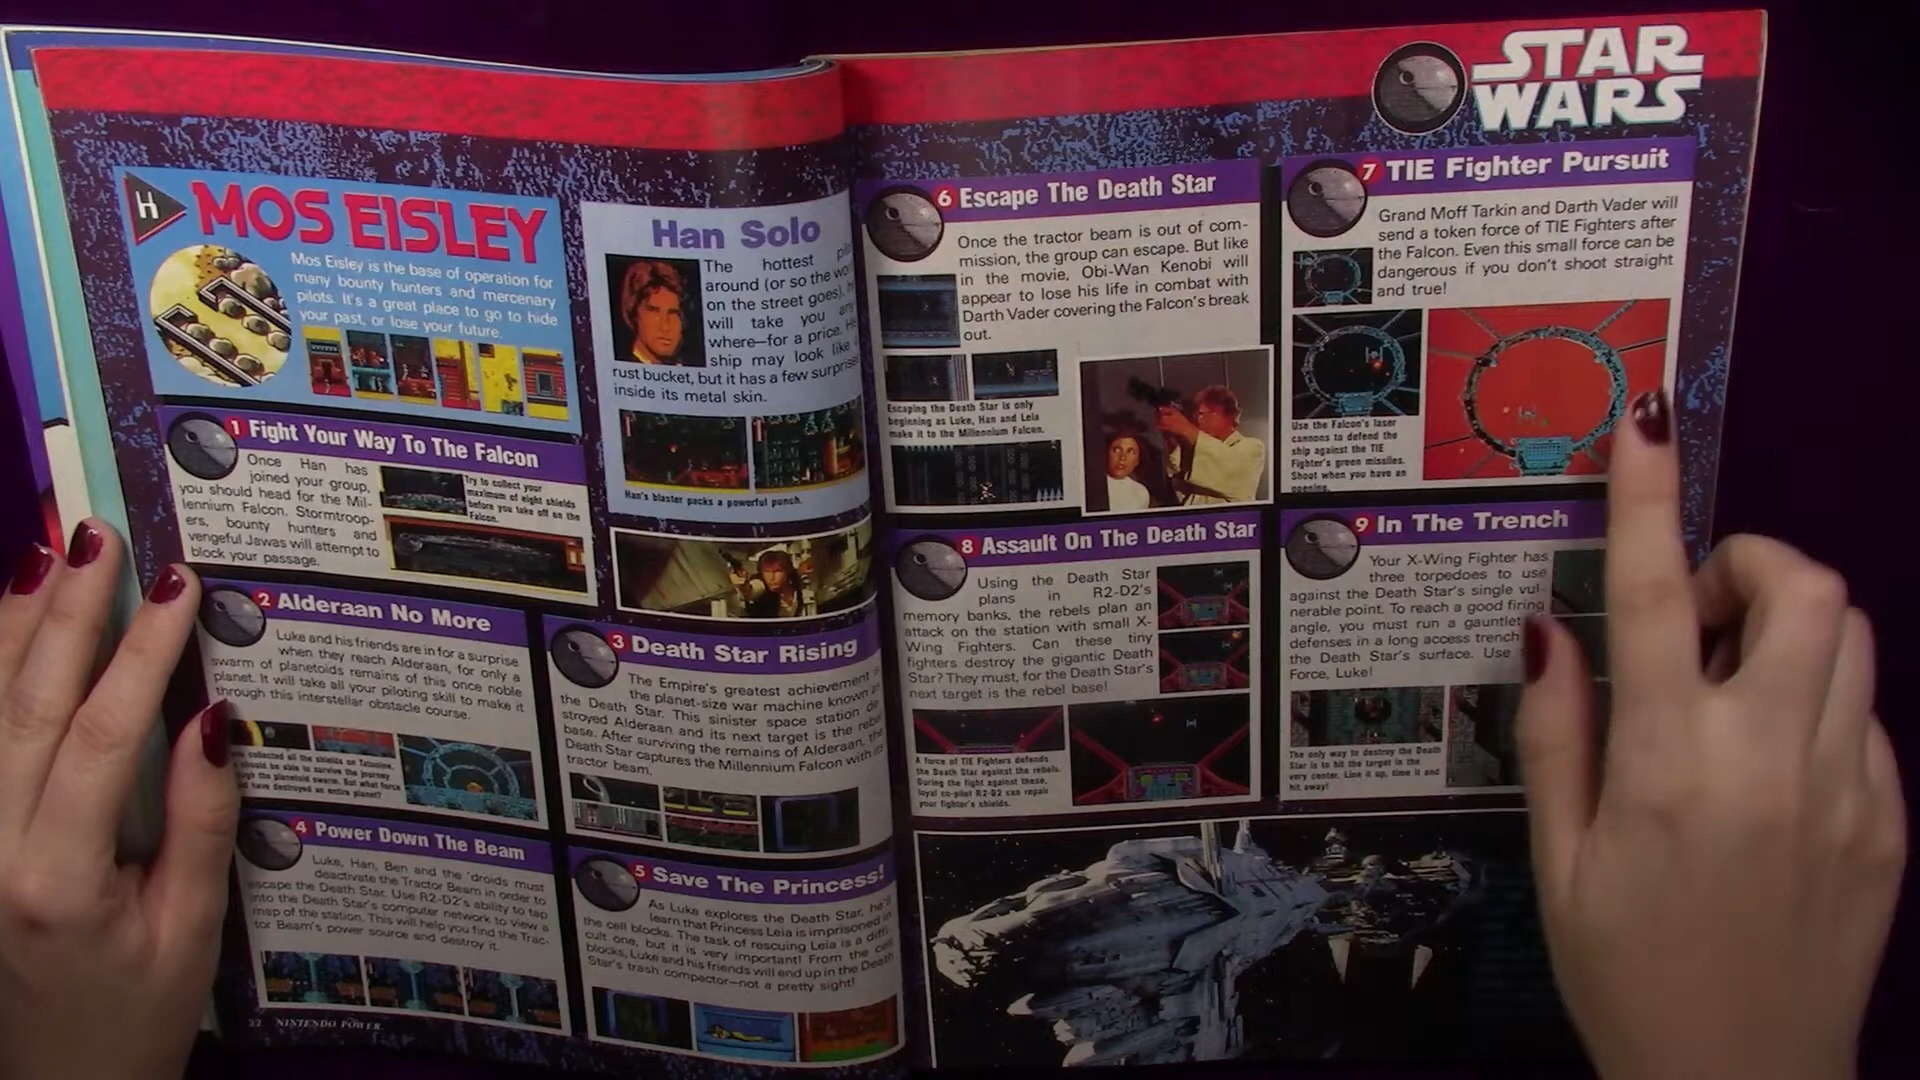 H
MOS EISLEY
Mos Eisley is the base of operation for
many bounty hunters and mercenary
pilots. It's a great place to go to hide
your past, or lose your future.
Han Solo
The hottest
around (or so the
on the street goes),
will take you
where—for a price.
ship may look like
rust bucket, but it has a few surprises
inside its metal skin.
Han's blaster packs a powerful punch.
1 Fight Your Way To The Falcon
Once Han has
joined your group,
you should head for the Mil-
lennium Falcon. Stormtroop-
ers, bounty hunters and
vengeful Jawas will attempt to
block your passage.
Try to collect your
maximum of eight shields
before you take off on the
Falcon.
2 Alderaan No More
Luke and his friends are in for a surprise
when they reach Alderaan, for only a
swarm of planetoids remains of this once noble
planet. It will take all your piloting skill to make it
through this interstellar obstacle course.
you collected all the shields on Tatooine,
should be able to survive the journey
the planetoid swarm. But what force
have destroyed an entire planet?
3 Death Star Rising
The Empire's greatest achievement
the planet-size war machine known
the Death Star. This sinister space station
stroyed Alderaan and its next target is the
base. After surviving the remains of Alderaan, the
Death Star captures the Millennium Falcon with its
tractor beam.
4 Power Down The Beam
Luke, Han, Ben and the 'droids must
deactivate the Tractor Beam in order to
escape the Death Star. Use R2-D2's ability to tap
into the Death Star's computer network to view a
map of the station. This will help you find the Trac-
tor Beam's power source and destroy it.
5 Save The Princess!
As Luke explores the Death Star, he'll
learn that Princess Leia is imprisoned in
the cell blocks. The task of rescuing Leia is a diffi-
cult one, but it is very important! From the cell
blocks, Luke and his friends will end up in the Death
Star's trash compactor—not a pretty sight!
32 NINTENDO POWER
STAR
WARS
6 Escape The Death Star
Once the tractor beam is out of com-
mission, the group can escape. But like
in the movie, Obi-Wan Kenobi will
appear to lose his life in combat with
Darth Vader covering the Falcon's break
out.
Escaping the Death Star is only
beginning as Luke, Han and Leia
make it to the Millennium Falcon.
7 TIE Fighter Pursuit
Grand Moff Tarkin and Darth Vader will
send a token force of TIE Fighters after
the Falcon. Even this small force can be
dangerous if you don't shoot straight
and true!
Use the Falcon's laser
cannons to defend the
ship against the TIE
Fighter's green missiles.
Shoot when you have an
opening.
8 Assault On The Death Star
Using the Death Star
plans in R2-D2's
memory banks, the rebels plan an
attack on the station with small X-
Wing Fighters. Can these tiny
fighters destroy the gigantic Death
Star? They must, for the Death Star's
next target is the rebel base!
A force of TIE Fighters defends
the Death Star against the rebels.
During the fight against these,
loyal co-pilot R2-D2 can repair
your fighter's shields.
9 In The Trench
Your X-Wing Fighter has
three torpedoes to use
against the Death Star's single vul-
nerable point. To reach a good firing
angle, you must run a gauntlet
defenses in a long access trench
the Death Star's surface. Use
Force, Luke!
The only way to destroy the Death
Star is to hit the target in the
very center. Line it up, time it and
hit away!